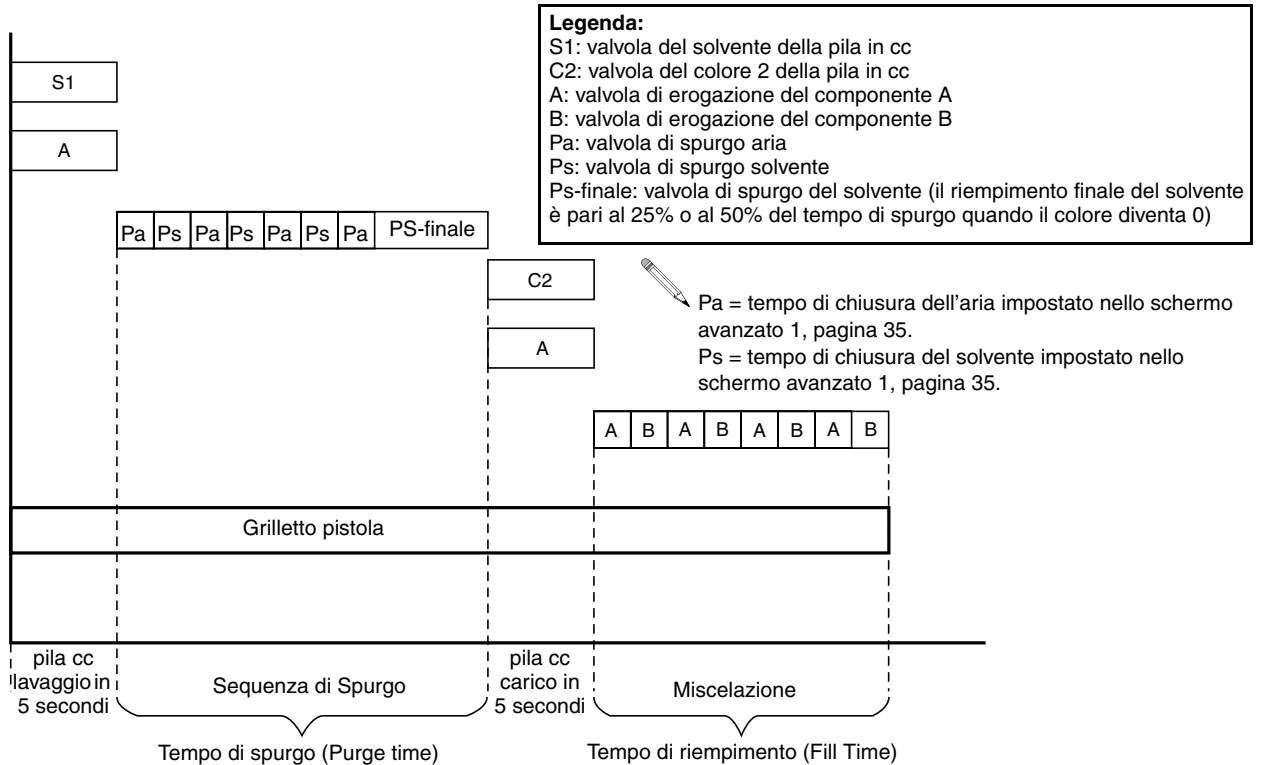 Legenda:
S1: valvola del solvente della pila in cc
C2: valvola del colore 2 della pila in cc
A: valvola di erogazione del componente A
B: valvola di erogazione del componente B
Pa: valvola di spurgo aria
Ps: valvola di spurgo solvente
Ps-finale: valvola di spurgo del solvente (il riempimento finale del solvente
è pari al 25% o al 50% del tempo di spurgo quando il colore diventa 0)
S1
A
Pa Ps Pa Ps Pa Ps Pa PS-finale
C2
A
Pa = tempo di chiusura dell'aria impostato nello schermo
avanzato 1, pagina 35.
Ps = tempo di chiusura del solvente impostato nello
schermo avanzato 1, pagina 35.
A B A B A B A B
Grilletto pistola
pila cc
lavaggio in
5 secondi
Sequenza di Spurgo
pila cc
carico in
5 secondi
Miscelazione
Tempo di spurgo (Purge time)
Tempo di riempimento (Fill Time)